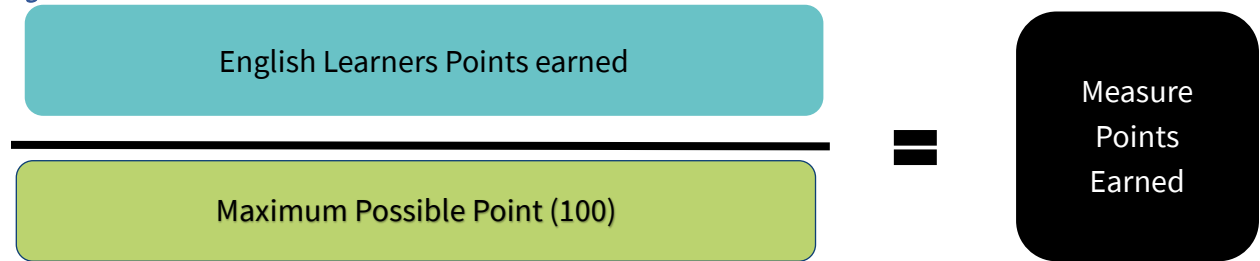 English Learners Points earned
Maximum Possible Point (100)
=
Measure
Points
Earned